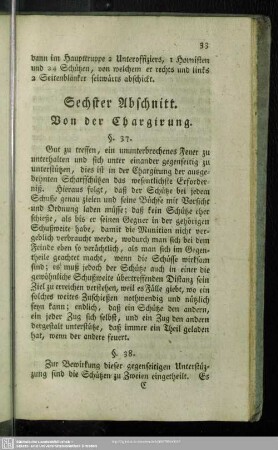 33
dann im Haupttruppe 2 Unteroffiziers, 1 Hornisten
und 24 Schützen, von welchem er rechts und links
2 Seitenblänker seitwärts abschickt.
Sechster Abschnitt.
Von der Chargirung.
§. 37.
Gut zu treffen, ein ununterbrochenes Feuer zu
unterhalten und sich unter einander gegenseitig zu
unterstützen, dies ist in der Chargirung der ausge-
dehnten Scharfschützen das wesentlichste Erforder-
niß. Hieraus folgt, daß der Schütze bei jedem
Schuße genau zielen und seine Büchse mit Vorsicht
und Ordnung laden müsse; daß kein Schütze eher
schieße, als bis er seinen Gegner in der gehörigen
Schußweite habe, damit die Munition nicht ver-
geblich verbraucht werde, wodurch man sich bei dem
Feinde eben so verächtlich, als man sich im Gegen-
theile geachtet macht, wenn die Schüsse wirksam
sind; es muß jedoch der Schütze auch in einer die
gewöhnliche Schußweite übertreffenden Distanz sein
Ziel zu erreichen verstehen, weil es Fälle giebt, wo ein
solches weites Zuschießen nothwendig und nützlich
seyn kann; endlich, daß ein Schütze den andern,
ein jeder Zug sich selbst, und ein Zug den andern
dergestalt unterstütze, daß immer ein Theil geladen
hat, wenn der andere feuert.
§. 38.
Zur Bewirkung dieser gegenseitigen Unterstüz-
zung sind die Schützen zu Zweien eingetheilt. Es
C